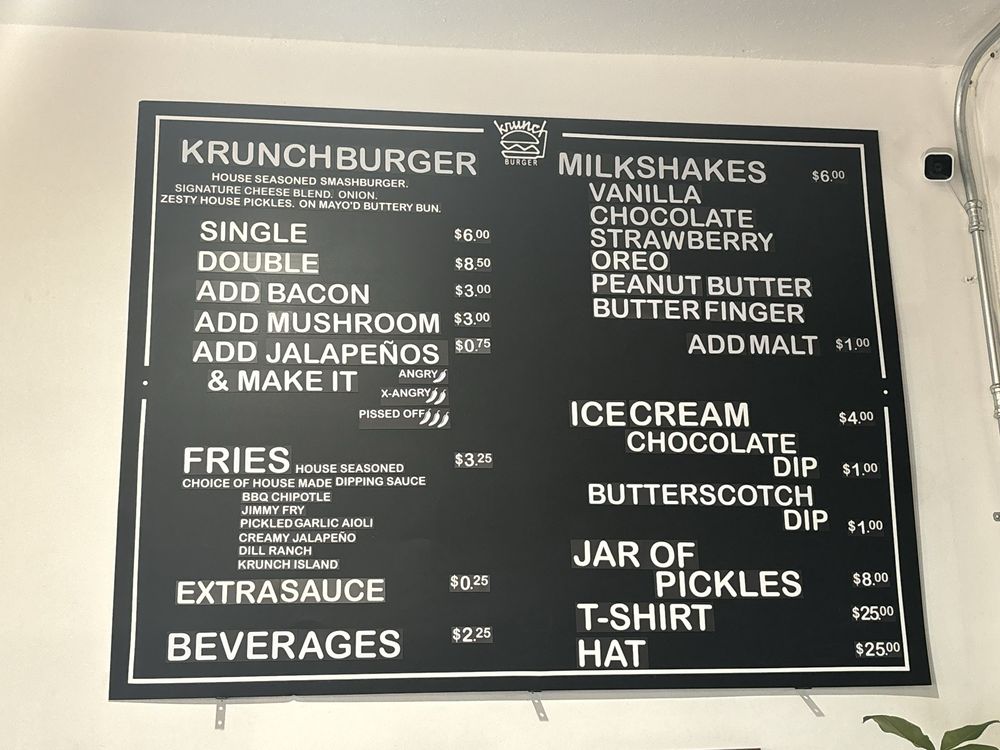 krunch
BURGER
KRUNCHBURGER
HOUSE SEASONED SMASHBURGER.
SIGNATURE CHEESE BLEND. ONION.
ZESTY HOUSE PICKLES. ON MAYO'D BUTTERY BUN.
SINGLE $6.00
DOUBLE $8.50
ADD BACON $3.00
ADD MUSHROOM $3.00
ADD JALAPEÑOS $0.75
& MAKE IT ANGRY
X-ANGRY
PISSED OFF
FRIES HOUSE SEASONED $3.25
CHOICE OF HOUSE MADE DIPPING SAUCE
BBQ CHIPOTLE
JIMMY FRY
PICKLED GARLIC AIOLI
CREAMY JALAPEÑO
DILL RANCH
KRUNCH ISLAND
EXTRASAUCE $0.25
BEVERAGES $2.25
MILKSHAKES $6.00
VANILLA
CHOCOLATE
STRAWBERRY
OREO
PEANUT BUTTER
BUTTERFINGER
ADD MALT $1.00
ICE CREAM $4.00
CHOCOLATE
DIP $1.00
BUTTERSCOTCH
DIP $1.00
JAR OF
PICKLES $8.00
T-SHIRT $25.00
HAT $25.00